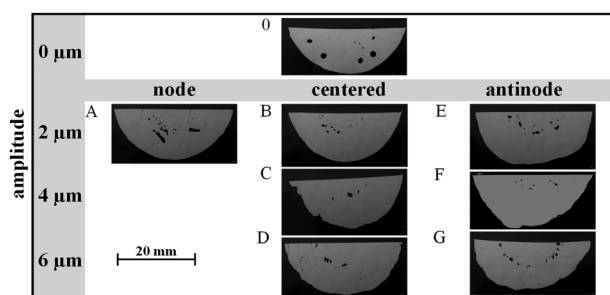 0
0 µm
node centered antinode
A B E
2 µm
C F
4 µm
D G
6 µm
20 mm
amplitude